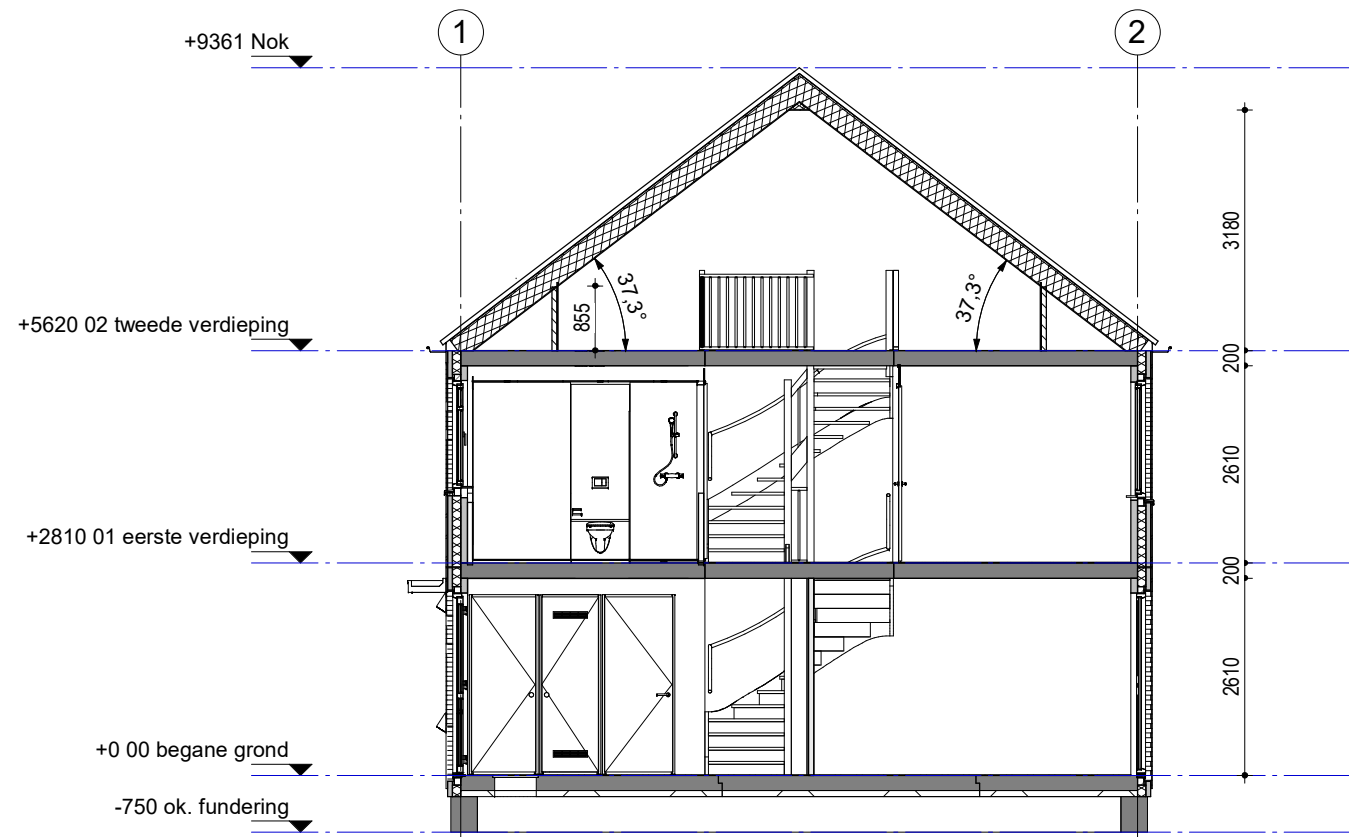 1
2
+9361 Nok
3180
37,3°
37,3°
855
+5620 02 tweede verdieping
200
2610
+2810 01 eerste verdieping
200
2610
+0 00 begane grond
-750 ok. fundering